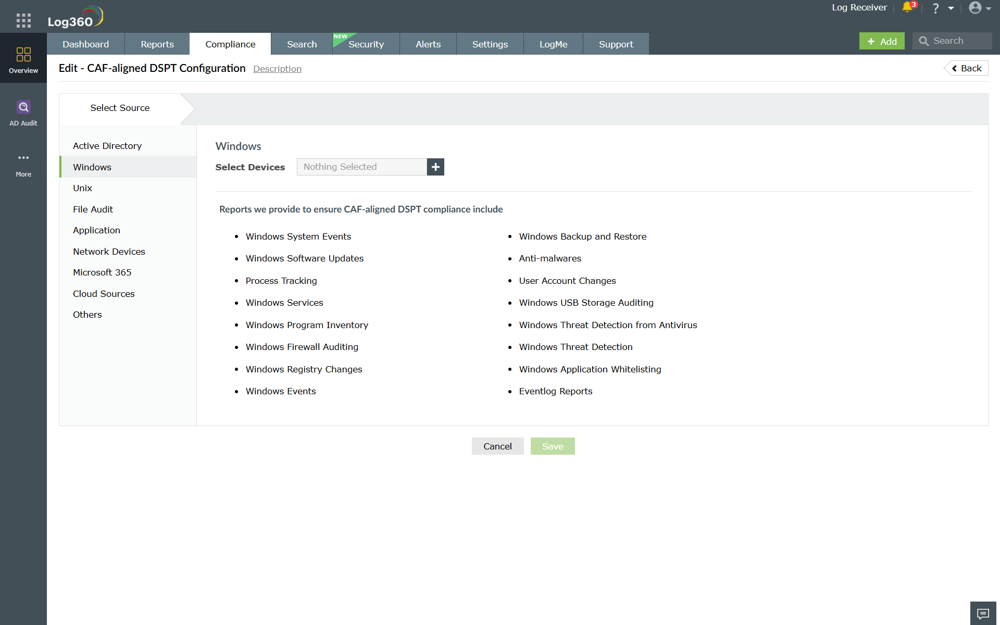 Log360
Log Receiver
3
?
Dashboard
Reports
Compliance
Search
NEW
Security
Alerts
Settings
LogMe
Support
+ Add
Search
Overview
AD Audit
More
Edit - CAF-aligned DSPT Configuration
Description
Back
Select Source
Active Directory
Windows
Unix
File Audit
Application
Network Devices
Microsoft 365
Cloud Sources
Others
Windows
Select Devices
Nothing Selected
+
Reports we provide to ensure CAF-aligned DSPT compliance include
• Windows System Events
• Windows Software Updates
• Process Tracking
• Windows Services
• Windows Program Inventory
• Windows Firewall Auditing
• Windows Registry Changes
• Windows Events
• Windows Backup and Restore
• Anti-malwares
• User Account Changes
• Windows USB Storage Auditing
• Windows Threat Detection from Antivirus
• Windows Threat Detection
• Windows Application Whitelisting
• Eventlog Reports
Cancel
Save